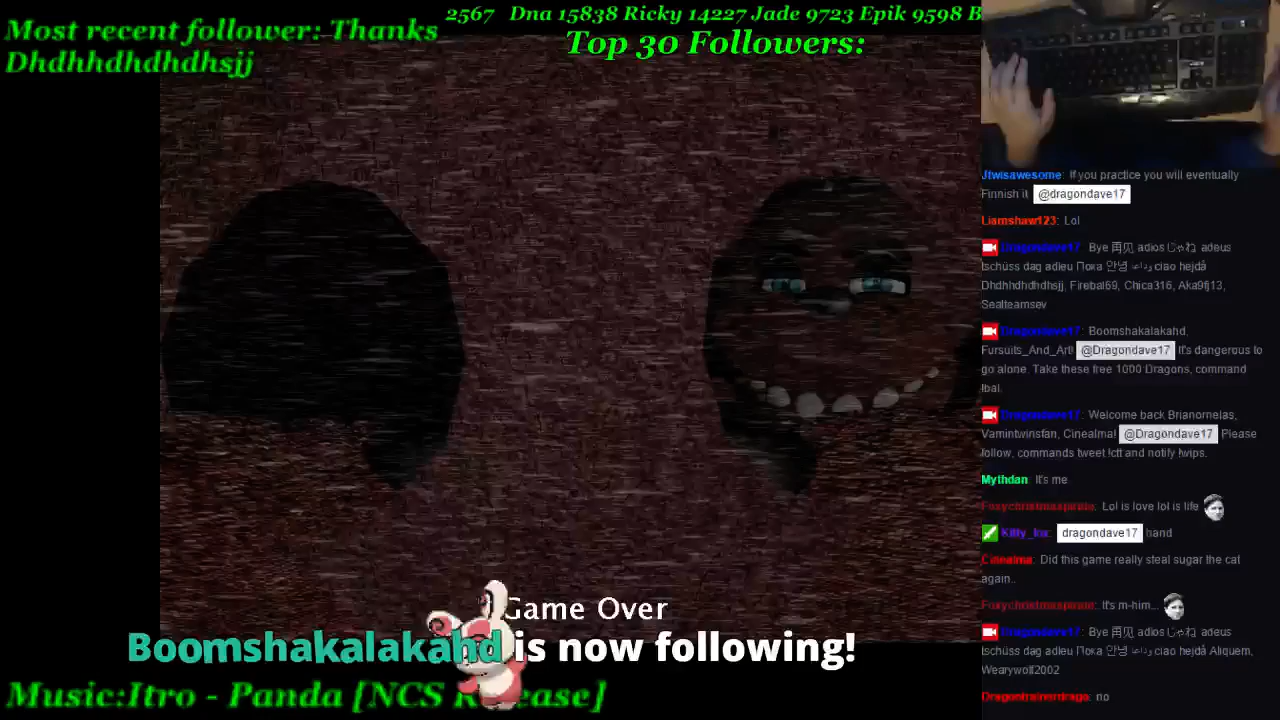 2567 Dna 15838 Ricky 14227 Jade 9723 Epik 9598 B
Most recent follower: Thanks
Dhdhhdhdhdhsjj
Top 30 Followers:
Jtwisawesome: If you practice you will eventually
Finnish it @dragondave17
Liamshaw123: Lol
Dragondave17: Bye 再见 adios じゃね adeus
tschüss dag adieu Пока 안녕 وداعا ciao hejdå
Dhdhhdhdhdhsjj, Firebal69, Chica316, Aka9fj13,
Sealteamsev
Dragondave17: Boomshakalakahd,
Fursuits_And_Art! @Dragondave17 It's dangerous to
go alone. Take these free 1000 Dragons, command
!bal.
Dragondave17: Welcome back Brianornelas,
Vamintwinsfan, Cinealma! @Dragondave17 Please
follow, commands tweet !ctt and notify !wips.
Mythdan: It's me
Foxychristmaspirate: Lol is love lol is life
Kitty_lnx: dragondave17 hand
Cinealma: Did this game really steal sugar the cat
again..
Foxychristmaspirate: It's m-him...
Dragondave17: Bye 再见 adios じゃね adeus
tschüss dag adieu Пока 안녕 وداعا ciao hejdå Aliquem,
Wearywolf2002
Dragontrainerdrago: no
Game Over
Boomshakalakahd is now following!
Music:Itro - Panda [NCS Release]